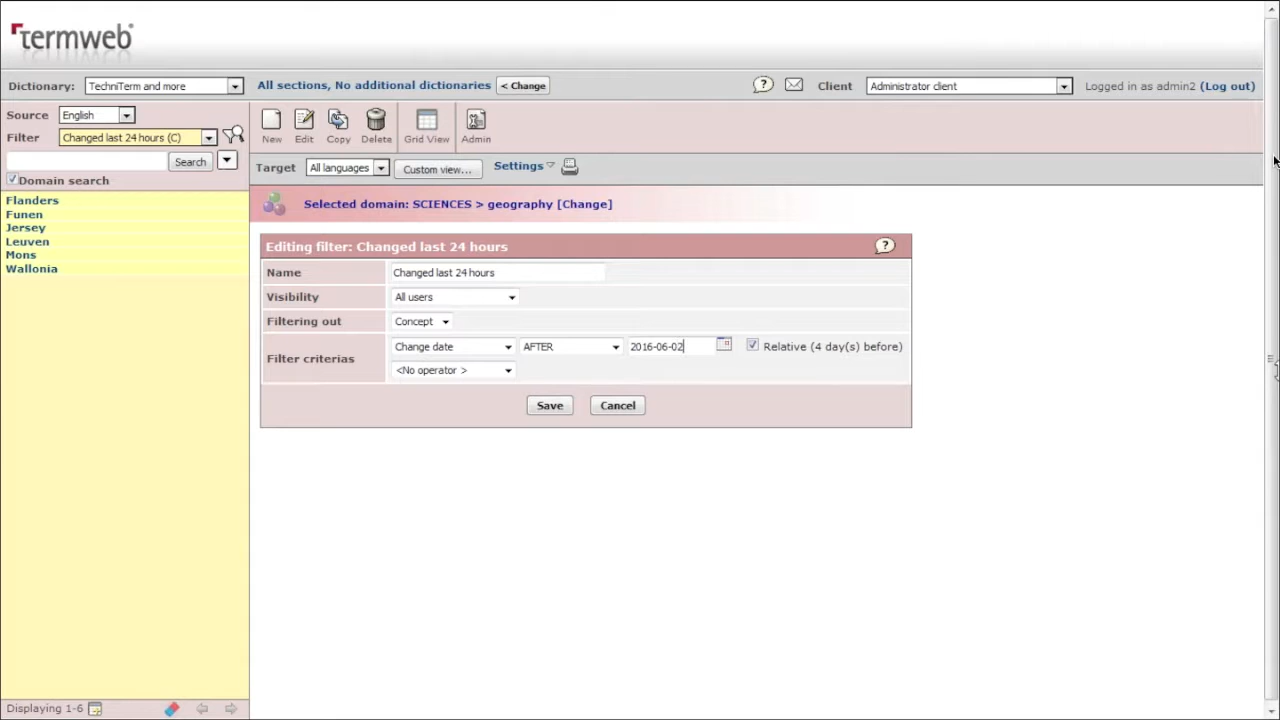 termweb
Dictionary: TechniTerm and more All sections, No additional dictionaries < Change ? Client Administrator client Logged in as admin2 (Log out)
Source English
Filter Changed last 24 hours (C)
Search
Domain search
New Edit Copy Delete Grid View Admin
Target All languages Custom view... Settings
Flanders
Funen
Jersey
Leuven
Mons
Wallonia
Selected domain: SCIENCES > geography [Change]
Editing filter: Changed last 24 hours ?
Name Changed last 24 hours
Visibility All users
Filtering out Concept
Filter criterias Change date AFTER 2016-06-02 Relative (4 day(s) before)
<No operator >
Save Cancel
Displaying 1-6